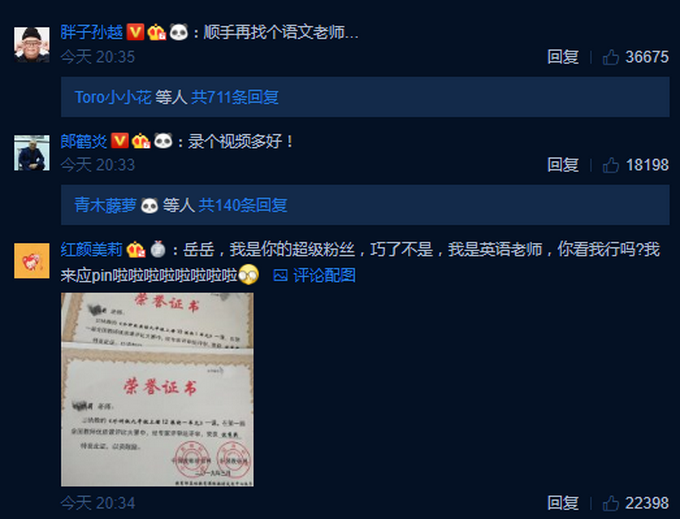 胖子孙越：顺手再找个语文老师...
今天 20:35
回复 36675
Toro小小花 等人 共711条回复
郎鹤炎：录个视频多好！
今天 20:33
回复 18198
青木藤萝 等人 共140条回复
红颜美莉：岳岳，我是你的超级粉丝，巧了不是，我是英语老师，你看我行吗?我
来应pin啦啦啦啦啦啦啦啦 评论配图
荣誉证书
老师：
荣誉证书
老师：
今天 20:34
回复 22398